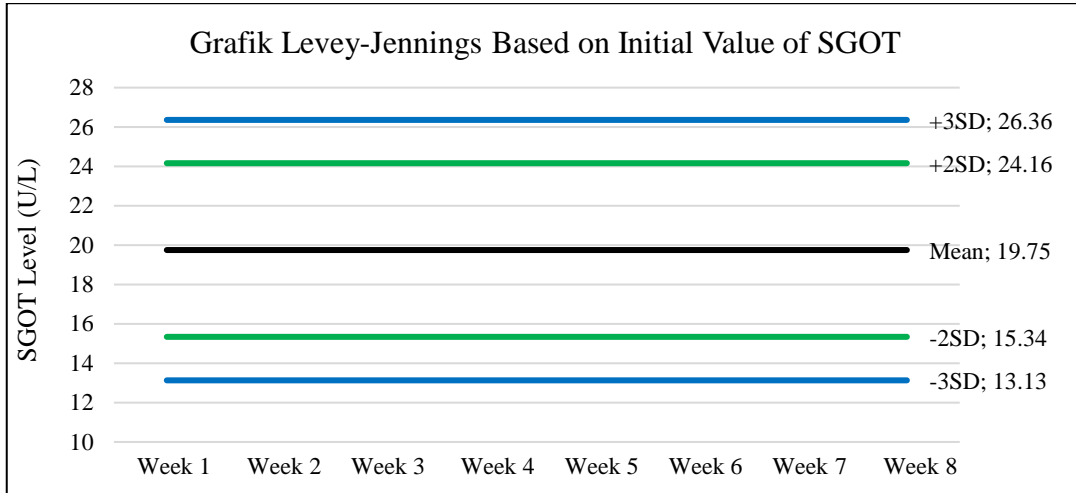 Grafik Levey-Jennings Based on Initial Value of SGOT
SGOT Level (U/L)
28
26
24
22
20
18
16
14
12
10
+3SD; 26.36
+2SD; 24.16
Mean; 19.75
-2SD; 15.34
-3SD; 13.13
Week 1 Week 2 Week 3 Week 4 Week 5 Week 6 Week 7 Week 8